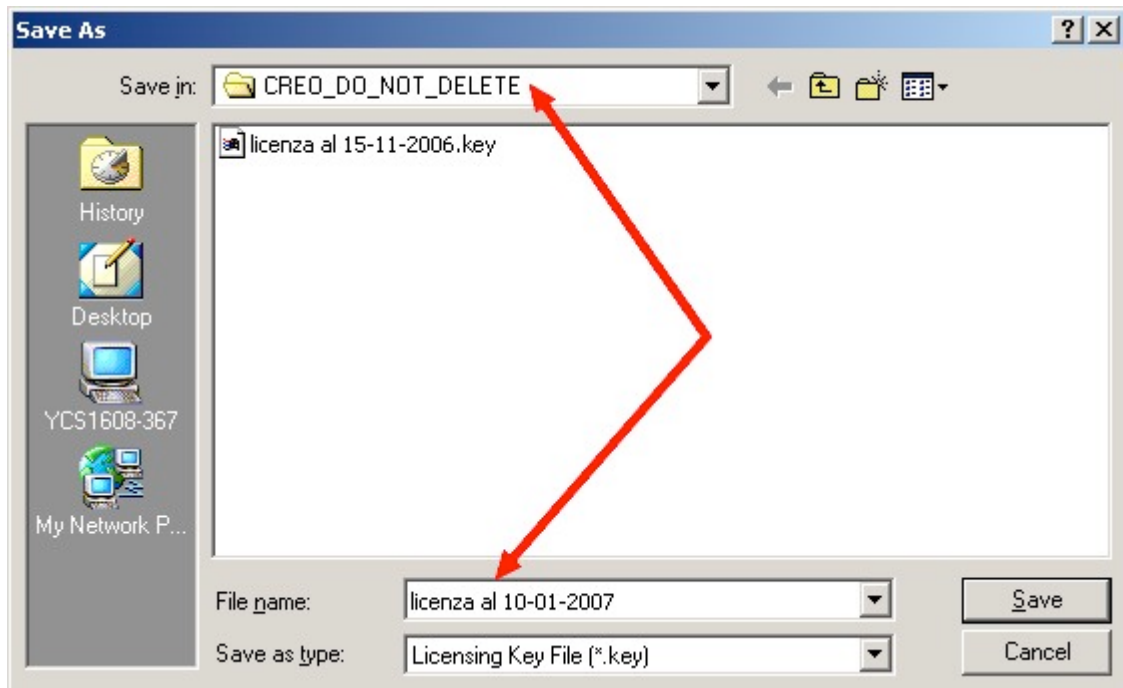 Save As
Save in: CREO_DO_NOT_DELETE
licenza al 15-11-2006.key
History
Desktop
YCS1608-367
My Network P...
File name: licenza al 10-01-2007 Save
Save as type: Licensing Key File (*.key) Cancel